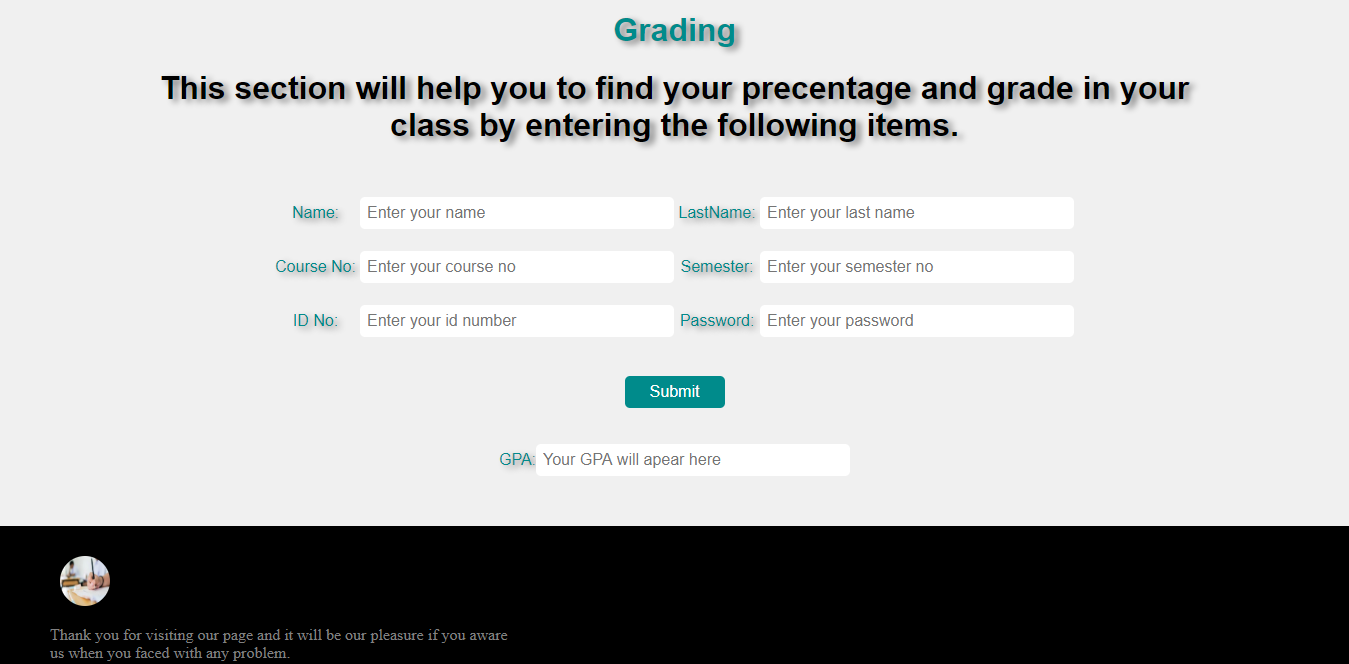 Grading
This section will help you to find your precentage and grade in your
class by entering the following items.
Name: Enter your name LastName: Enter your last name
Course No: Enter your course no Semester: Enter your semester no
ID No: Enter your id number Password: Enter your password
Submit
GPA: Your GPA will apear here
Thank you for visiting our page and it will be our pleasure if you aware
us when you faced with any problem.